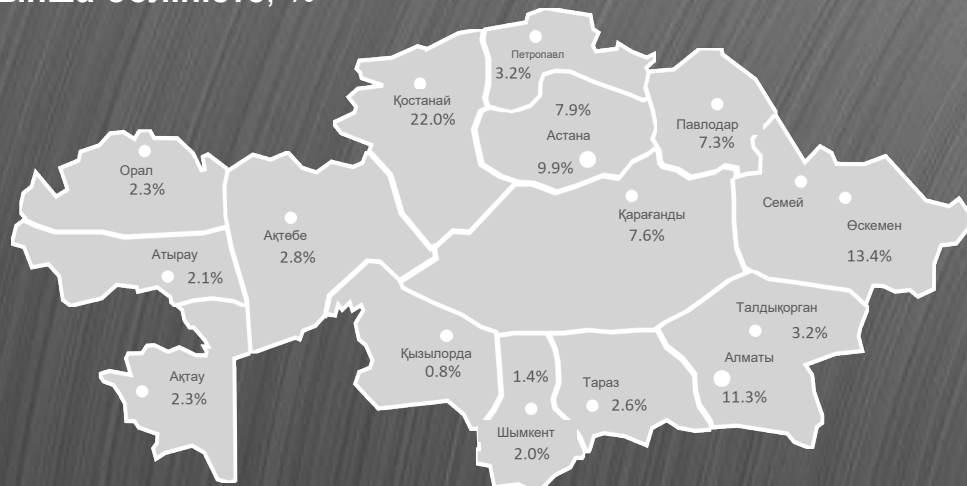 бөліністе, %
Петропавл
3.2%
Қостанай
22.0%
7.9%
Астана
9.9%
Павлодар
7.3%
Орал
2.3%
Семей
Өскемен
13.4%
Қарағанды
7.6%
Ақтөбе
2.8%
Атырау
2.1%
Талдықорған
3.2%
Алматы
11.3%
Қызылорда
0.8%
1.4%
Тараз
2.6%
Ақтау
2.3%
Шымкент
2.0%